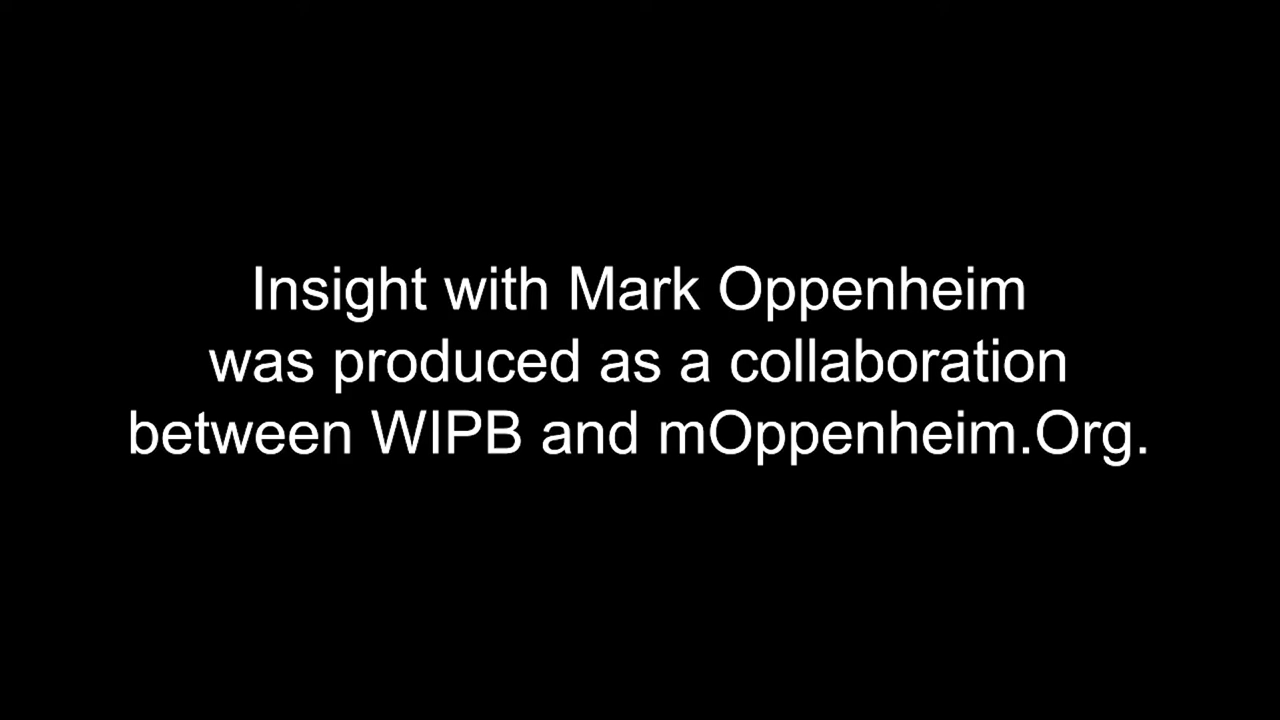 Insight with Mark Oppenheim
was produced as a collaboration
between WIPB and mOppenheim.Org.